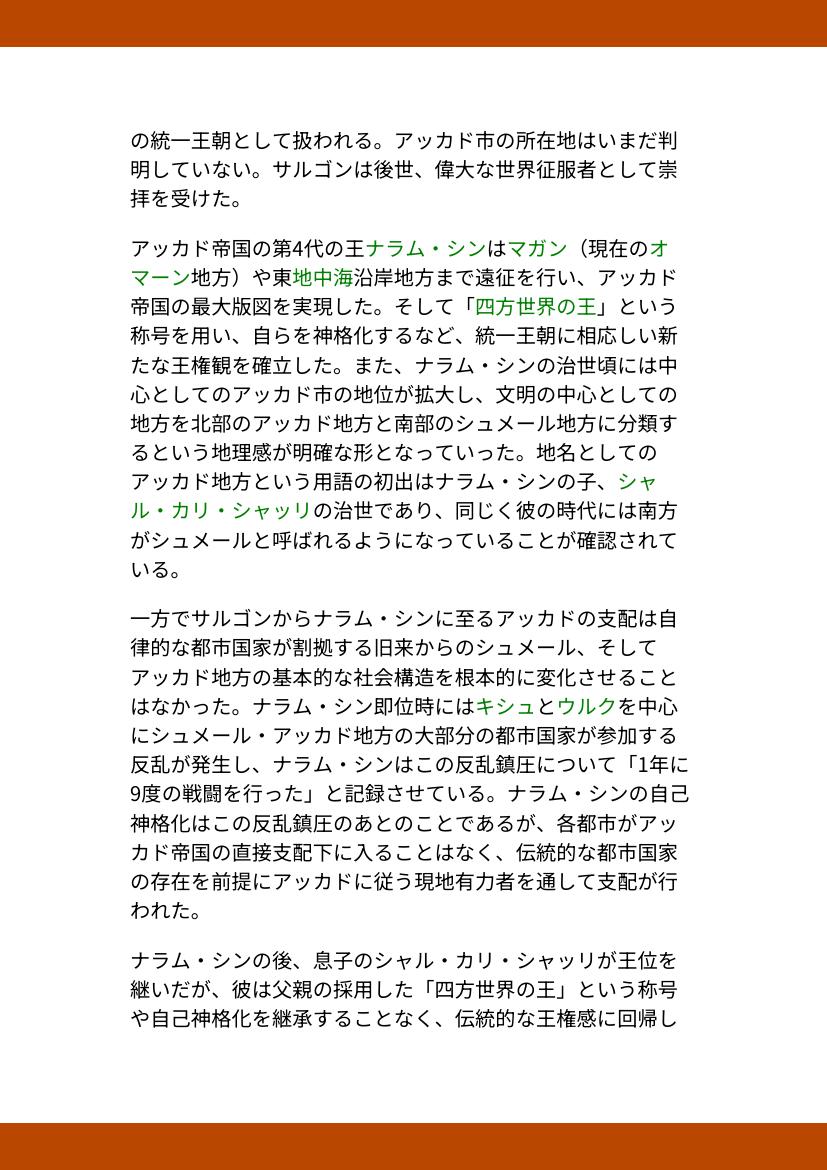 の統一王朝として扱われる。アッカド市の所在地はいまだ判
明していない。サルゴンは後世、偉大な世界征服者として崇
拝を受けた。
アッカド帝国の第4代の王ナラム・シンはマガン（現在のオ
マーン地方）や東地中海沿岸地方まで遠征を行い、アッカド
帝国の最大版図を実現した。そして「四方世界の王」という
称号を用い、自らを神格化するなど、統一王朝に相応しい新
たな王権観を確立した。また、ナラム・シンの治世頃には中
心としてのアッカド市の地位が拡大し、文明の中心としての
地方を北部のアッカド地方と南部のシュメール地方に分類す
るという地理感が明確な形となっていった。地名としての
アッカド地方という用語の初出はナラム・シンの子、シャ
ル・カリ・シャッリの治世であり、同じく彼の時代には南方
がシュメールと呼ばれるようになっていることが確認されて
いる。
一方でサルゴンからナラム・シンに至るアッカドの支配は自
律的な都市国家が割拠する旧来からのシュメール、そして
アッカド地方の基本的な社会構造を根本的に変化させること
はなかった。ナラム・シン即位時にはキシュとウルクを中心
にシュメール・アッカド地方の大部分の都市国家が参加する
反乱が発生し、ナラム・シンはこの反乱鎮圧について「1年に
9度の戦闘を行った」と記録させている。ナラム・シンの自己
神格化はこの反乱鎮圧のあとのことであるが、各都市がアッ
カド帝国の直接支配下に入ることはなく、伝統的な都市国家
の存在を前提にアッカドに従う現地有力者を通して支配が行
われた。
ナラム・シンの後、息子のシャル・カリ・シャッリが王位を
継いだが、彼は父親の採用した「四方世界の王」という称号
や自己神格化を継承することなく、伝統的な王権感に回帰し